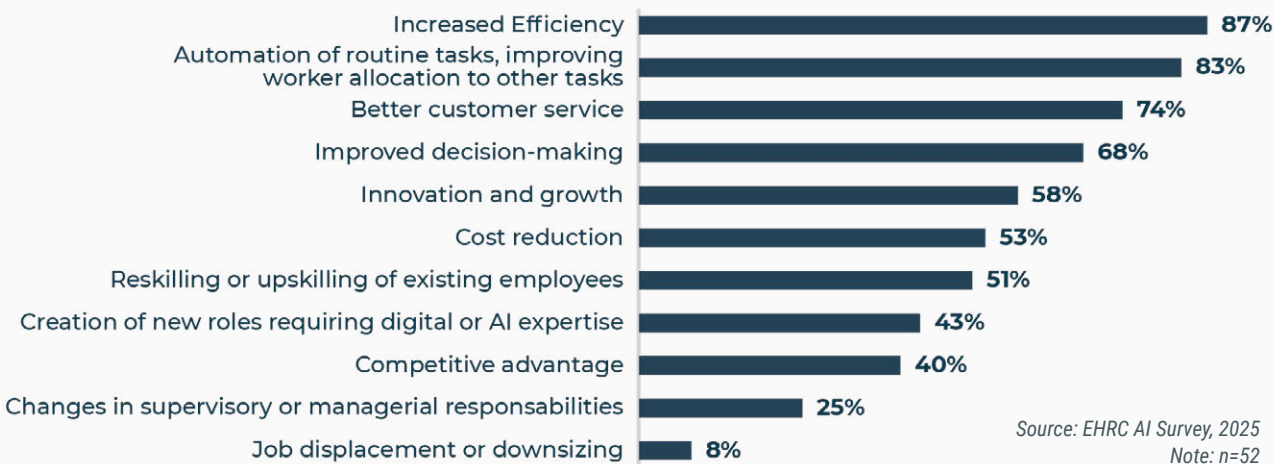 Increased Efficiency 87%
Automation of routine tasks, improving
worker allocation to other tasks 83%
Better customer service 74%
Improved decision-making 68%
Innovation and growth 58%
Cost reduction 53%
Reskilling or upskilling of existing employees 51%
Creation of new roles requiring digital or AI expertise 43%
Competitive advantage 40%
Changes in supervisory or managerial responsabilities 25%
Job displacement or downsizing 8%
Source: EHRC AI Survey, 2025
Note: n=52